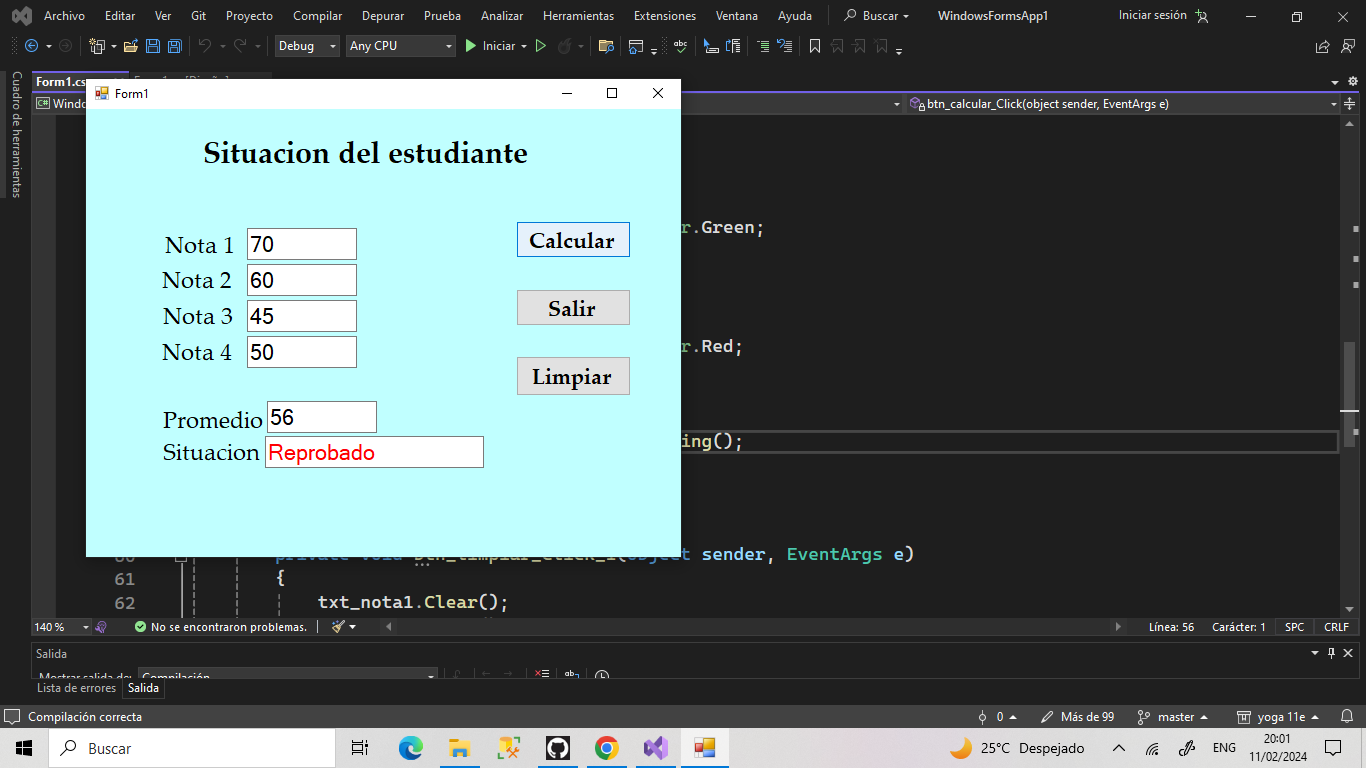 Archivo Editar Ver Git Proyecto Compilar Depurar Prueba Analizar Herramientas Extensiones Ventana Ayuda Buscar WindowsFormsApp1 Iniciar sesión
Debug Any CPU Iniciar
Cuadro de herramientas
Form1.cs
btn_calcular_Click(object sender, EventArgs e)
Form1
Situacion del estudiante
Nota 1 70
Nota 2 60
Nota 3 45
Nota 4 50
Calcular
Salir
Limpiar
Promedio 56
Situacion Reprobado
.Green;
.Red;
ing();
sender, EventArgs e)
61 {
62 txt_nota1.Clear();
140 % No se encontraron problemas. Línea: 56 Carácter: 1 SPC CRLF
Salida
Mostrar salida de: Compilación
Lista de errores Salida
Compilación correcta 0 Más de 99 master yoga 11e
Buscar 25°C Despejado ENG 20:01
11/02/2024